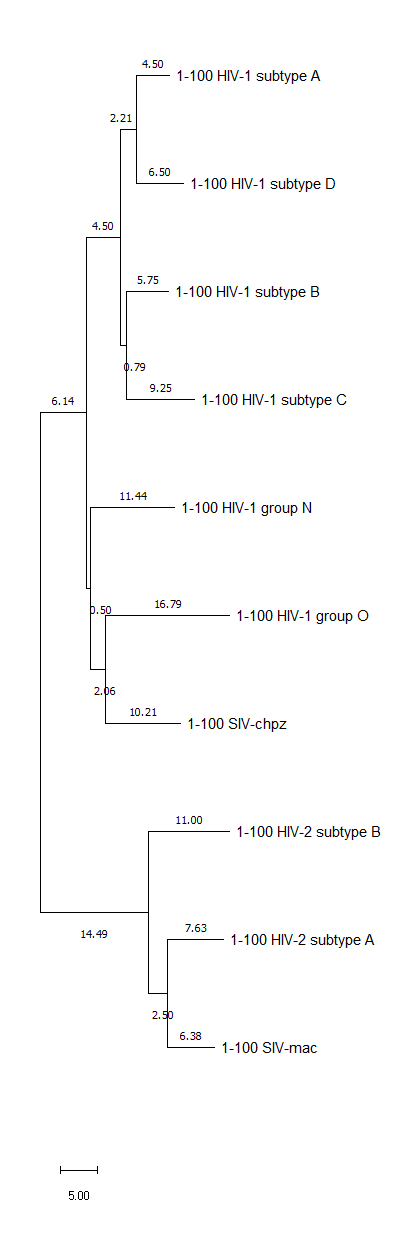 4.50
1-100 HIV-1 subtype A
2.21
6.50
1-100 HIV-1 subtype D
4.50
5.75
1-100 HIV-1 subtype B
0.79
9.25
1-100 HIV-1 subtype C
6.14
11.44
1-100 HIV-1 group N
0.50
16.79
1-100 HIV-1 group O
2.06
10.21
1-100 SIV-chpz
11.00
1-100 HIV-2 subtype B
14.49
7.63
1-100 HIV-2 subtype A
2.50
6.38
1-100 SIV-mac
5.00